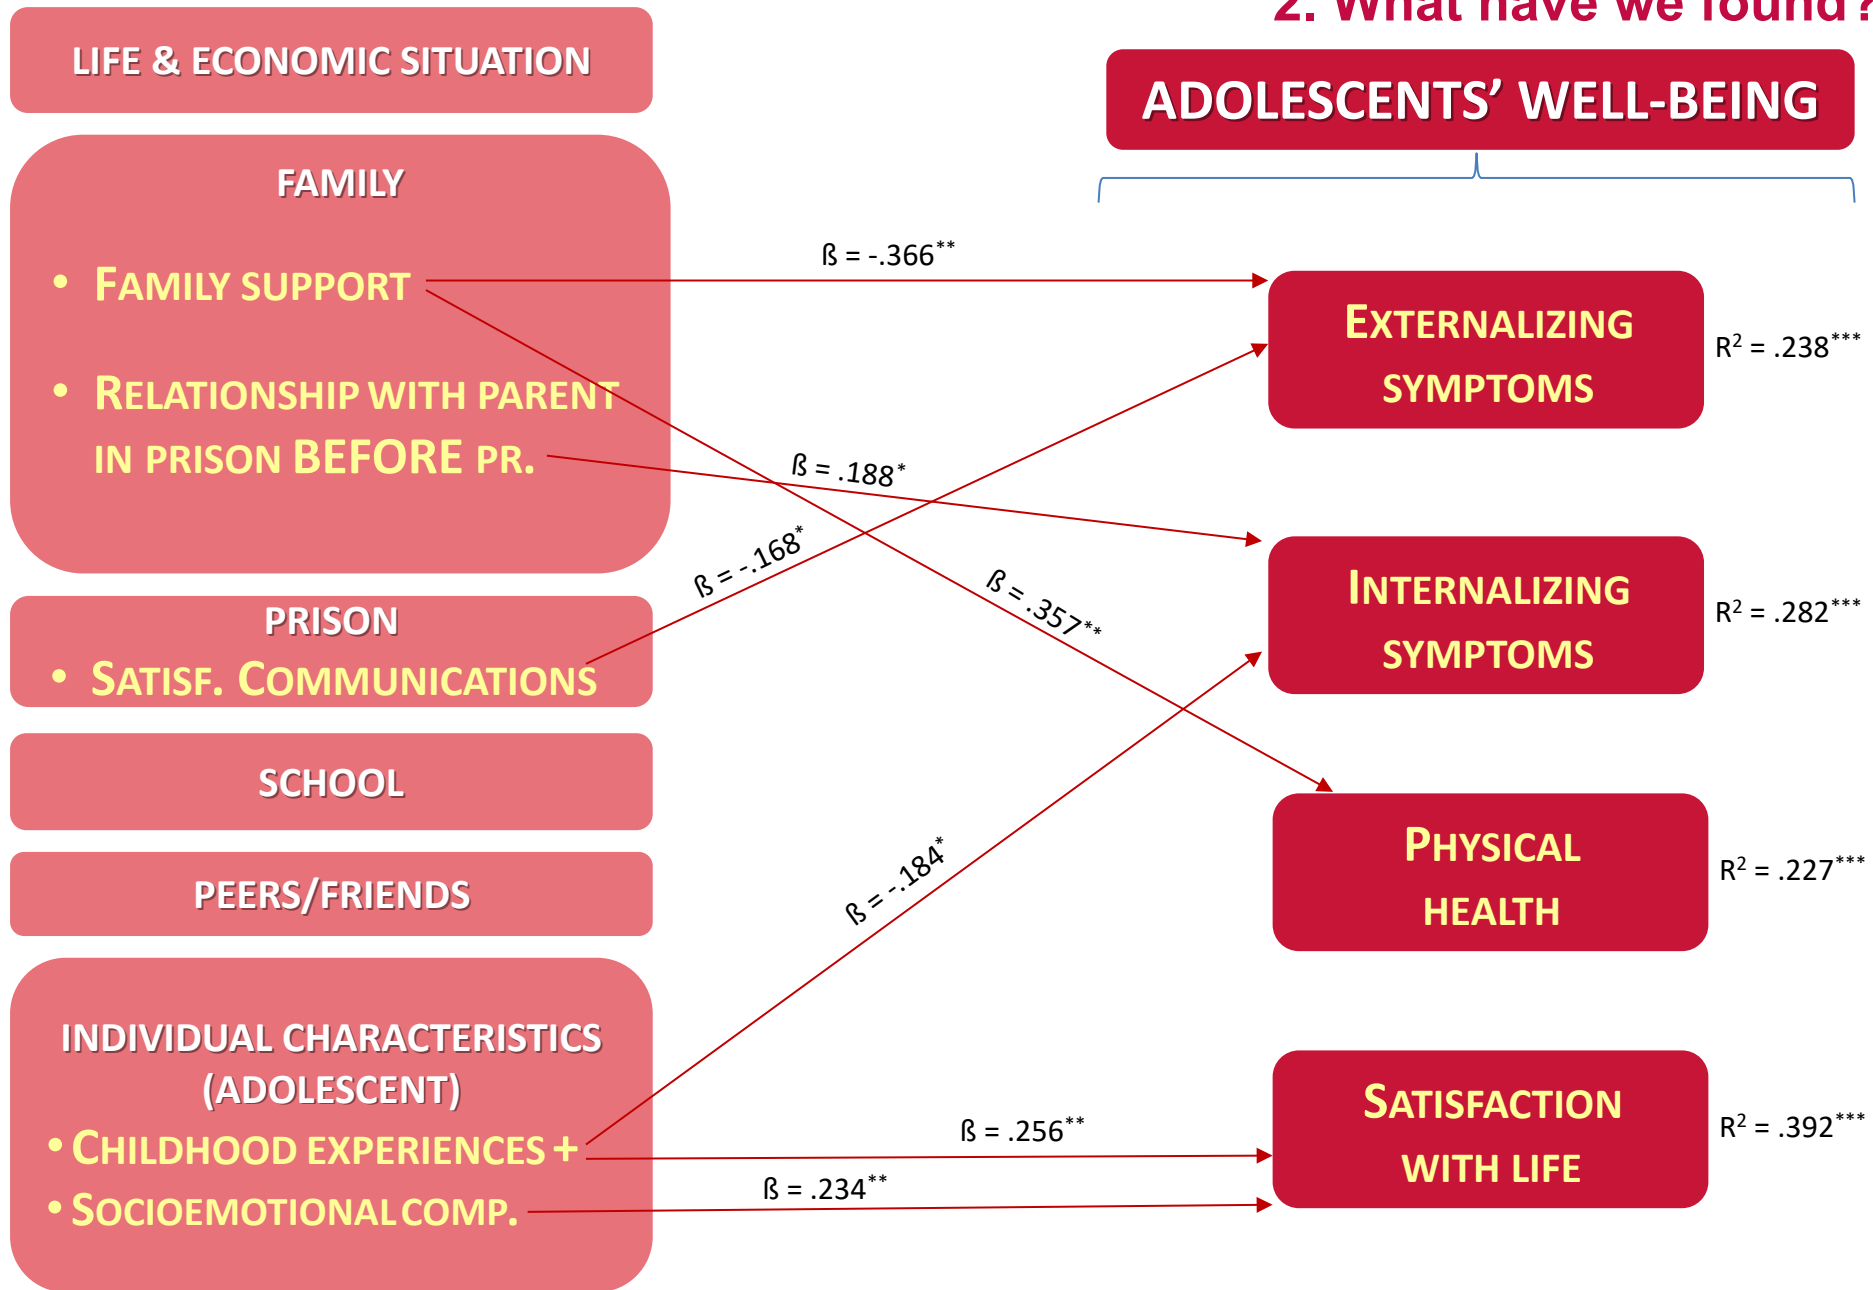 2. What have we found?
LIFE & ECONOMIC SITUATION
ADOLESCENTS' WELL-BEING
FAMILY
• FAMILY SUPPORT
• RELATIONSHIP WITH PARENT
IN PRISON BEFORE PR.
PRISON
• SATISF. COMMUNICATIONS
SCHOOL
PEERS/FRIENDS
INDIVIDUAL CHARACTERISTICS
(ADOLESCENT)
• CHILDHOOD EXPERIENCES +
• SOCIOEMOTIONAL COMP.
ß = -.366**
ß = .188*
ß = -.168*
ß = .357**
ß = -.184*
ß = .256**
ß = .234**
EXTERNALIZING
SYMPTOMS
R² = .238***
INTERNALIZING
SYMPTOMS
R² = .282***
PHYSICAL
HEALTH
R² = .227***
SATISFACTION
WITH LIFE
R² = .392***